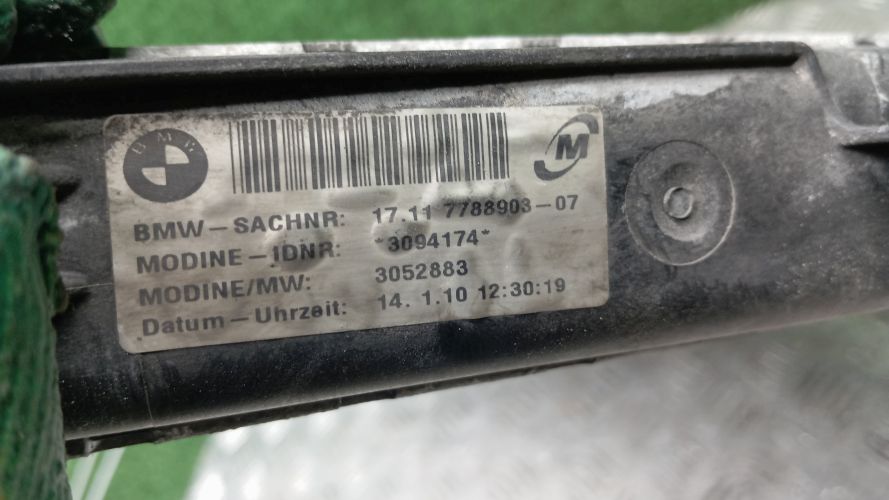 BMW
M
BMW-SACHNR: 17.11 7788903-07
MODINE-IDNR: *3094174*
MODINE/MW: 3052883
Datum-Uhrzeit: 14. 1.10 12:30:19